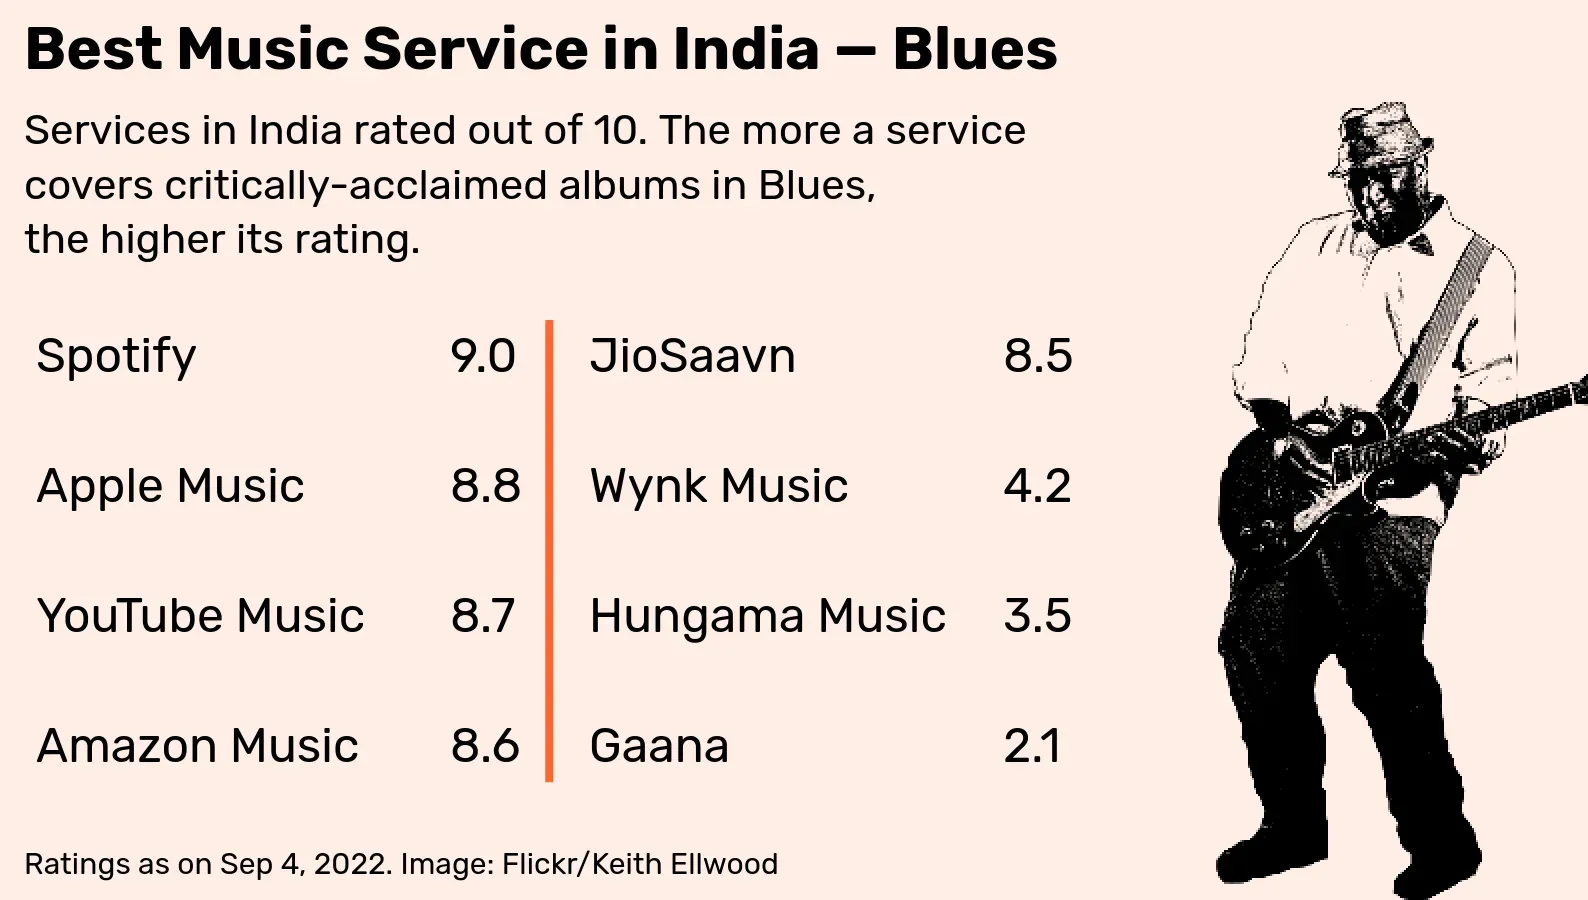 Best Music Service in India — Blues
Services in India rated out of 10. The more a service
covers critically-acclaimed albums in Blues,
the higher its rating.
Spotify 9.0
Apple Music 8.8
YouTube Music 8.7
Amazon Music 8.6
JioSaavn 8.5
Wynk Music 4.2
Hungama Music 3.5
Gaana 2.1
Ratings as on Sep 4, 2022. Image: Flickr/Keith Ellwood